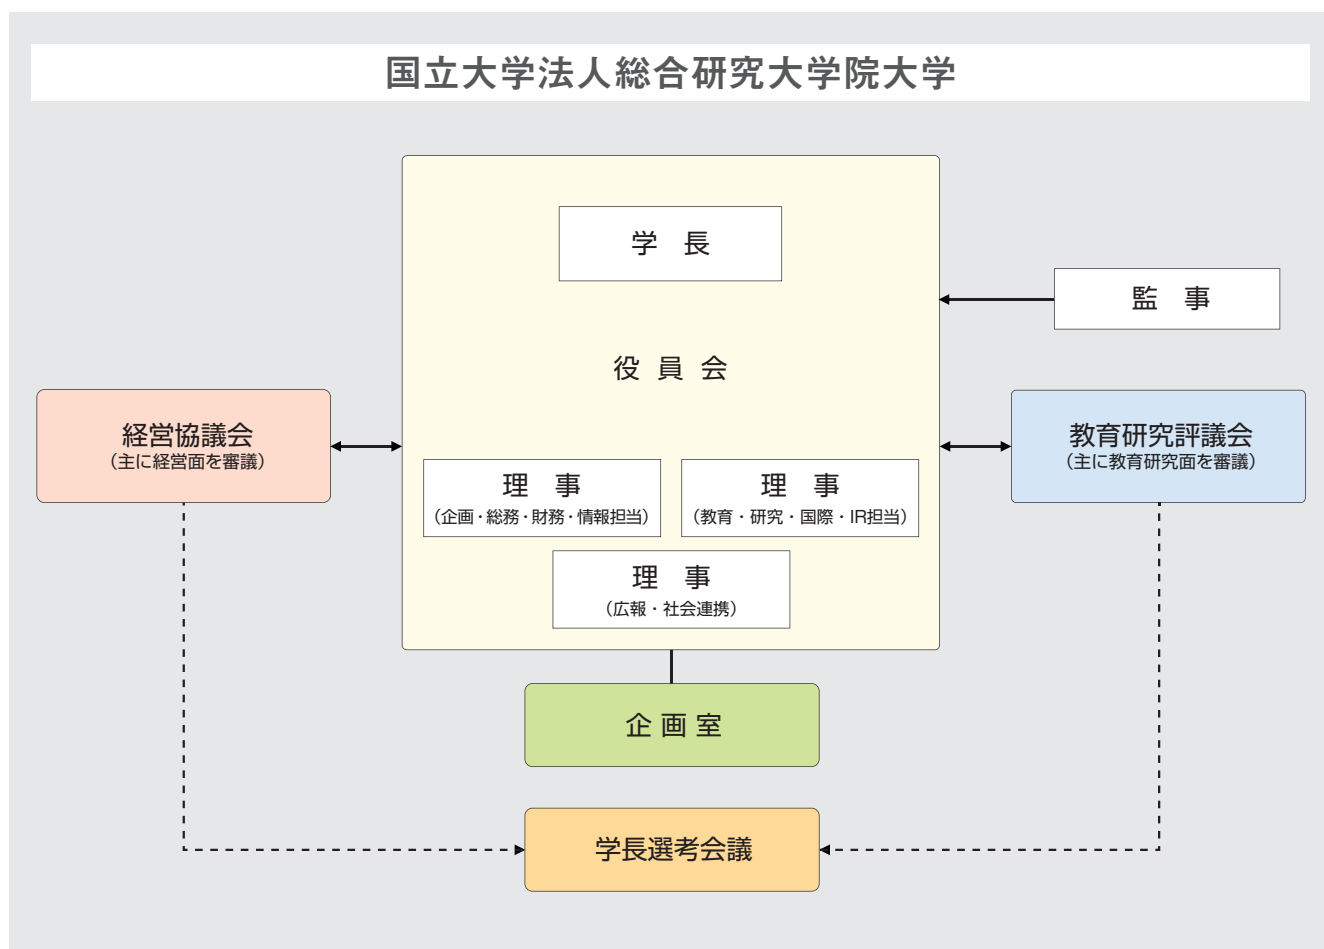 国立大学法人総合研究大学院大学
学　長
監　事
役 員 会
経営協議会
（主に経営面を審議）
教育研究評議会
（主に教育研究面を審議）
理　事
（企画・総務・財務・情報担当）
理　事
（教育・研究・国際・IR担当）
理　事
（広報・社会連携）
企 画 室
学長選考会議